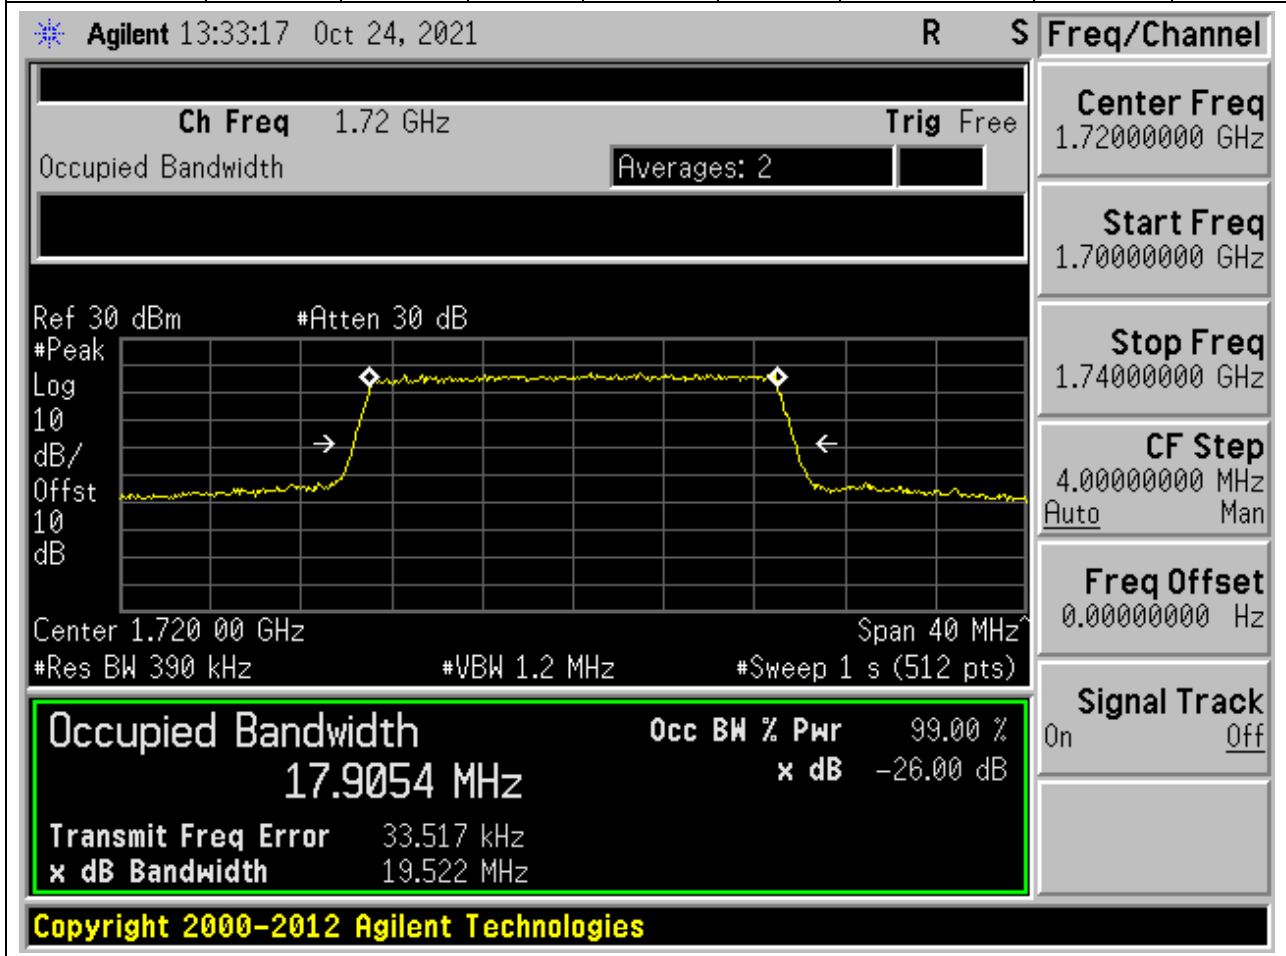 Agilent 13:33:17 Oct 24, 2021 R S
Freq/Channel
Ch Freq 1.72 GHz Trig Free
Occupied Bandwidth Averages: 2
Ref 30 dBm #Atten 30 dB
#Peak
Log
10
dB/
Offst
10
dB
Center 1.720 00 GHz Span 40 MHz^
#Res BW 390 kHz #VBW 1.2 MHz #Sweep 1 s (512 pts)
Occupied Bandwidth
17.9054 MHz
Occ BW % Pwr 99.00 %
x dB -26.00 dB
Transmit Freq Error 33.517 kHz
x dB Bandwidth 19.522 MHz
Copyright 2000-2012 Agilent Technologies
Center Freq
1.72000000 GHz
Start Freq
1.70000000 GHz
Stop Freq
1.74000000 GHz
CF Step
4.00000000 MHz
Auto Man
Freq Offset
0.00000000 Hz
Signal Track
On Off